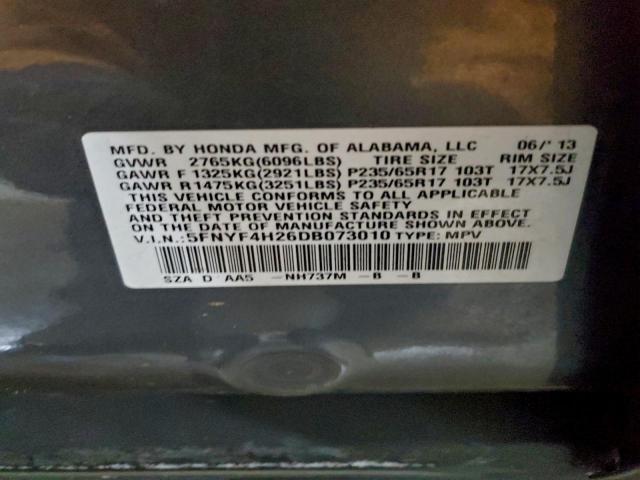 MFD. BY HONDA MFG. OF ALABAMA, LLC 06/'13
GVWR 2765KG(6096LBS) TIRE SIZE RIM SIZE
GAWR F 1325KG(2921LBS) P235/65R17 103T 17X7.5J
GAWR R1475KG(3251LBS) P235/65R17 103T 17X7.5J
THIS VEHICLE CONFORMS TO ALL APPLICABLE
FEDERAL MOTOR VEHICLE SAFETY, BUMPER,
AND THEFT PREVENTION STANDARDS IN EFFECT
ON THE DATE OF MANUFACTURE SHOWN ABOVE.
V.I.N.:5FNYF4H26DB073010 TYPE: MPV
SZA D AA5 -NH737M -B -B